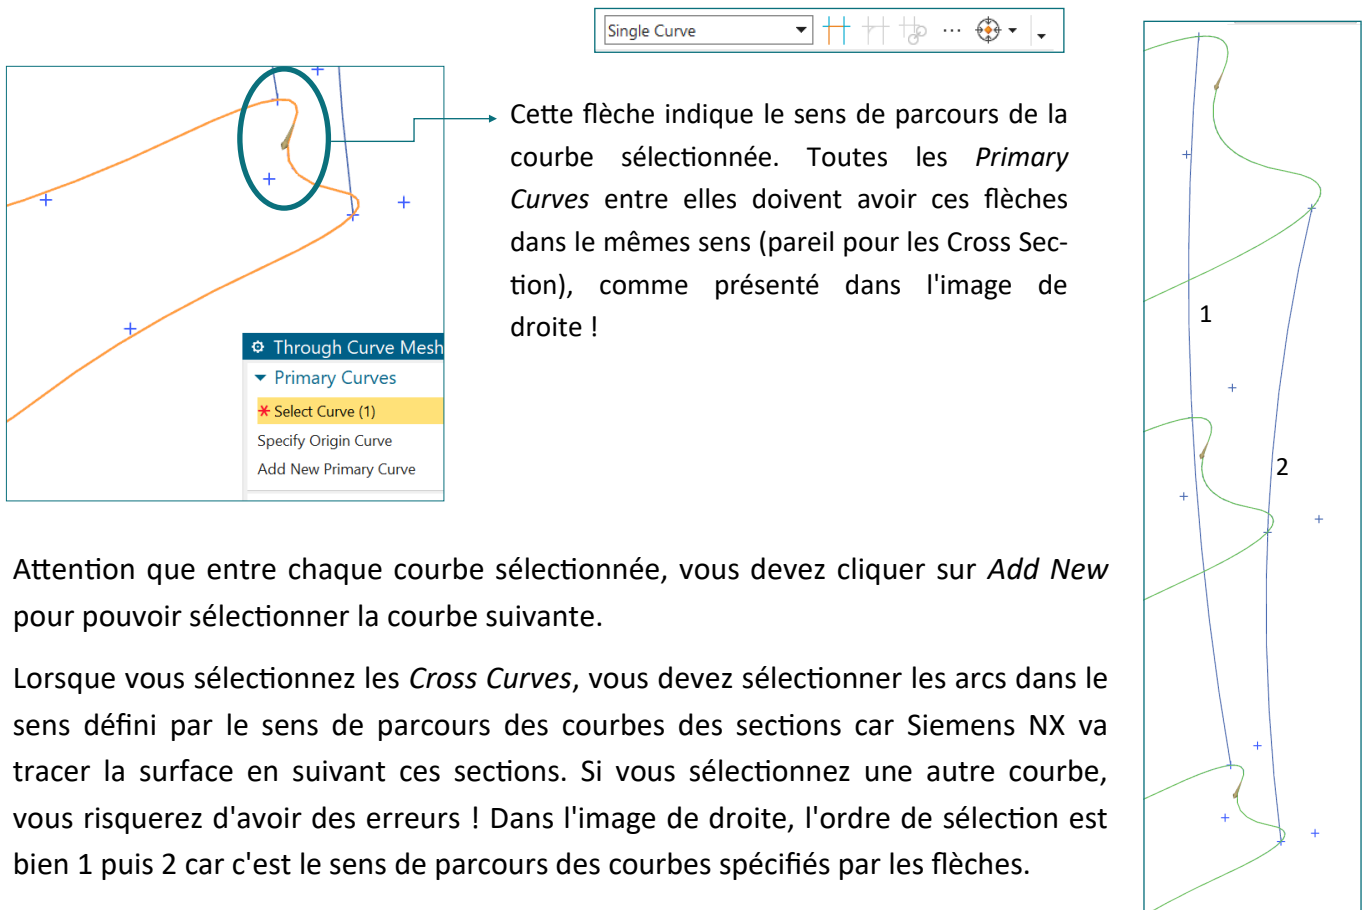 Single Curve
Cette flèche indique le sens de parcours de la
courbe sélectionnée. Toutes les Primary
Curves entre elles doivent avoir ces flèches
dans le mêmes sens (pareil pour les Cross Sec-
tion), comme présenté dans l'image de
droite !
Through Curve Mesh
Primary Curves
* Select Curve (1)
Specify Origin Curve
Add New Primary Curve
1
2
Attention que entre chaque courbe sélectionnée, vous devez cliquer sur Add New
pour pouvoir sélectionner la courbe suivante.
Lorsque vous sélectionnez les Cross Curves, vous devez sélectionner les arcs dans le
sens défini par le sens de parcours des courbes des sections car Siemens NX va
tracer la surface en suivant ces sections. Si vous sélectionnez une autre courbe,
vous risquerez d'avoir des erreurs ! Dans l'image de droite, l'ordre de sélection est
bien 1 puis 2 car c'est le sens de parcours des courbes spécifiés par les flèches.